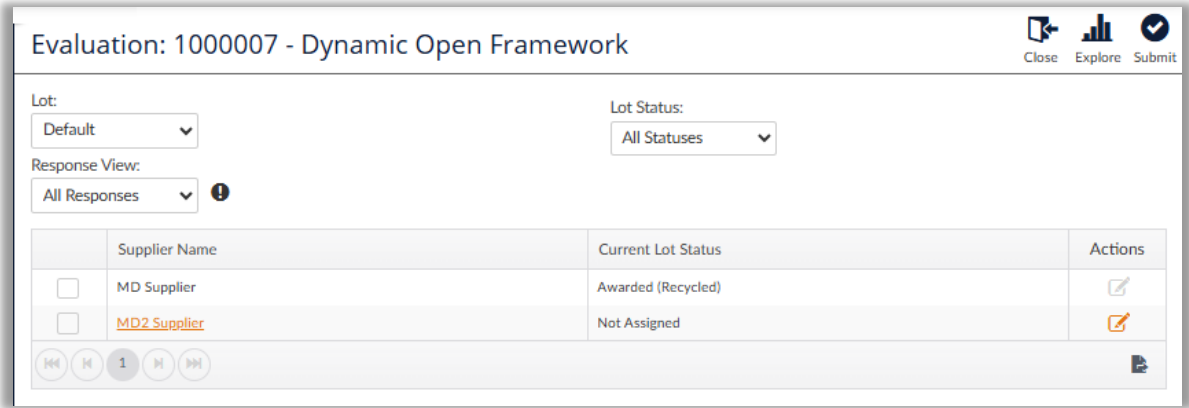 Evaluation: 1000007 - Dynamic Open Framework
Close Explore Submit
Lot:
Default
Lot Status:
All Statuses
Response View:
All Responses
Supplier Name Current Lot Status Actions
MD Supplier Awarded (Recycled)
MD2 Supplier Not Assigned
1